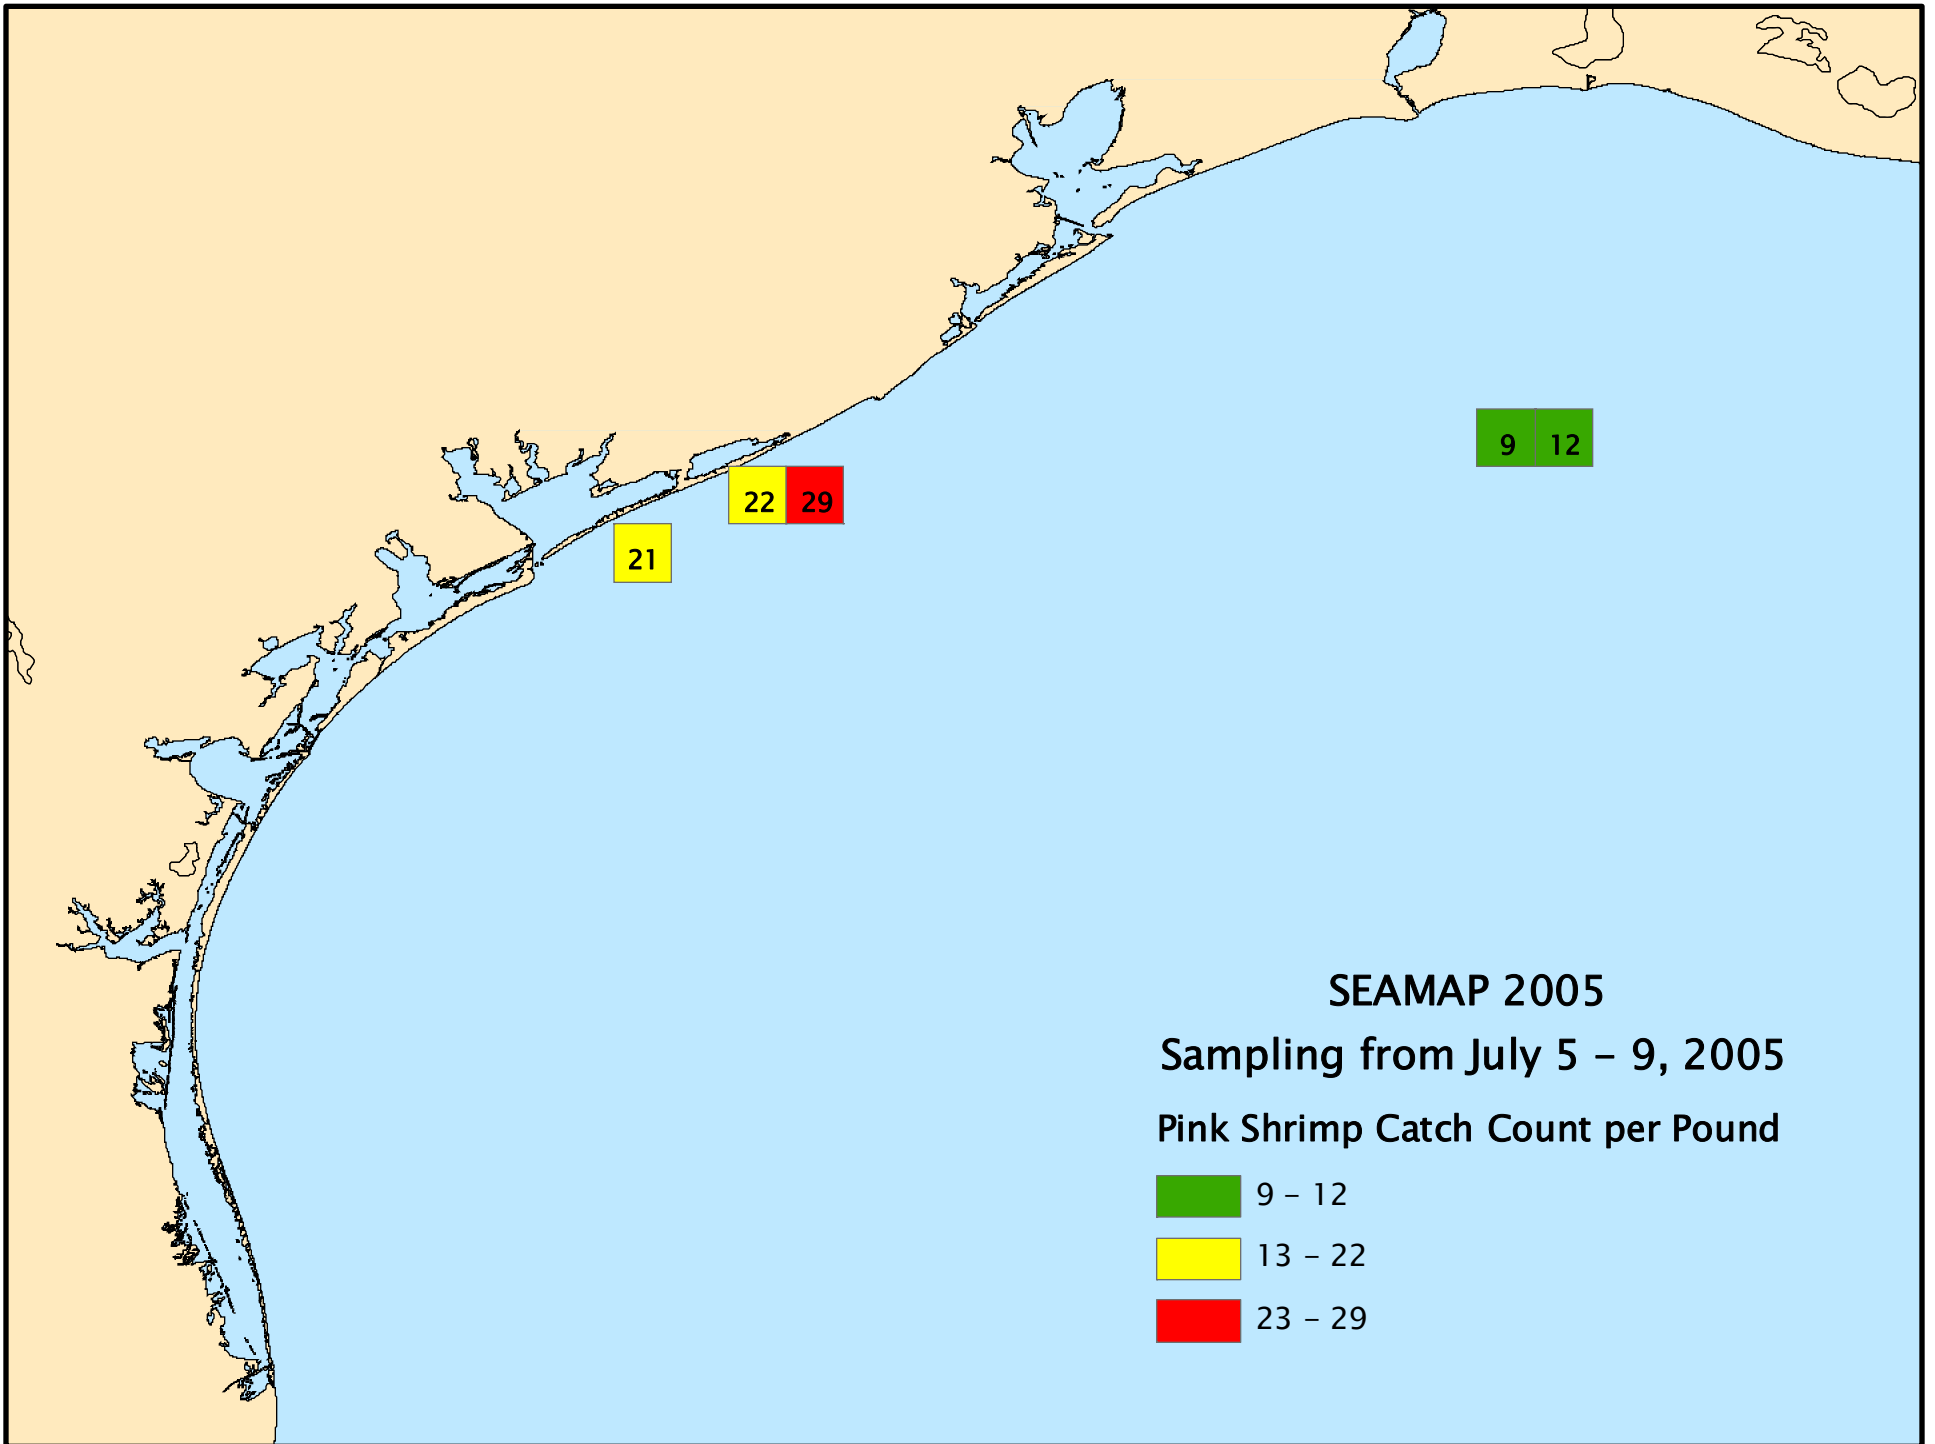 9 12
22 29
21
SEAMAP 2005
Sampling from July 5 – 9, 2005
Pink Shrimp Catch Count per Pound
9 – 12
13 – 22
23 – 29